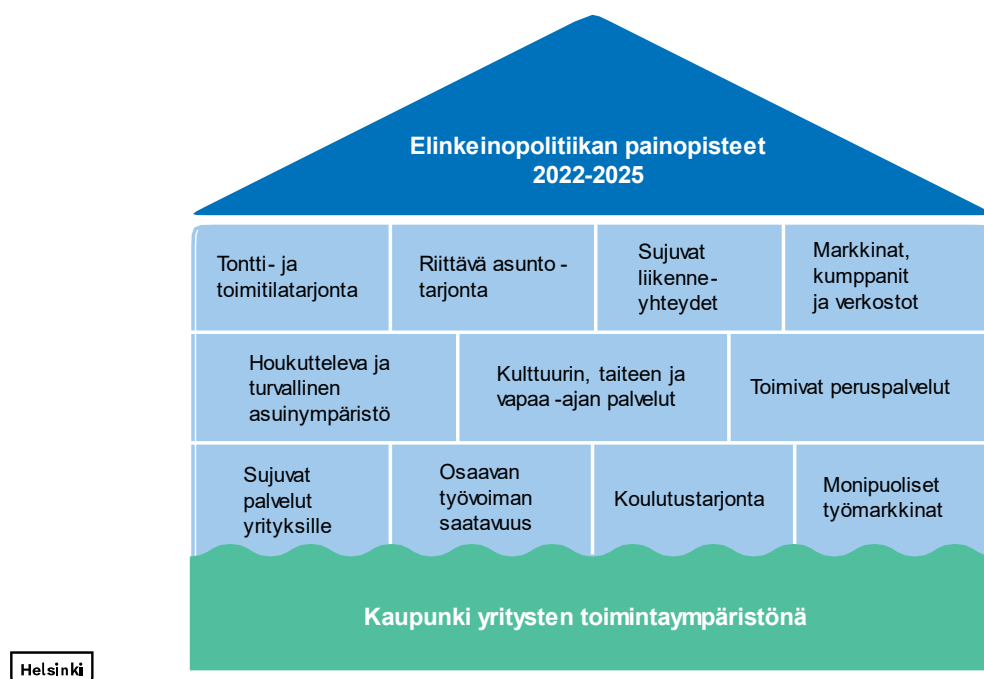 Elinkeinopolitiikan painopisteet
2022-2025
Tontti- ja
toimitilatarjonta
Riittävä asunto -
tarjonta
Sujuvat
liikenne-
yhteydet
Markkinat,
kumppanit
ja verkostot
Houkutteleva ja
turvallinen
asuinympäristö
Kulttuurin, taiteen ja
vapaa -ajan palvelut
Toimivat peruspalvelut
Sujuvat
palvelut
yrityksille
Osaavan
työvoiman
saatavuus
Koulutustarjonta
Monipuoliset
työmarkkinat
Kaupunki yritysten toimintaympäristönä
Helsinki